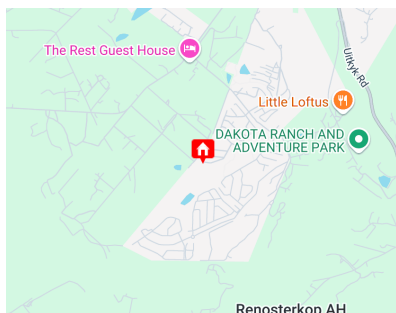 The Rest Guest House
Uitkyk Rd
Little Loftus
DAKOTA RANCH AND
ADVENTURE PARK
Renosterkop AH